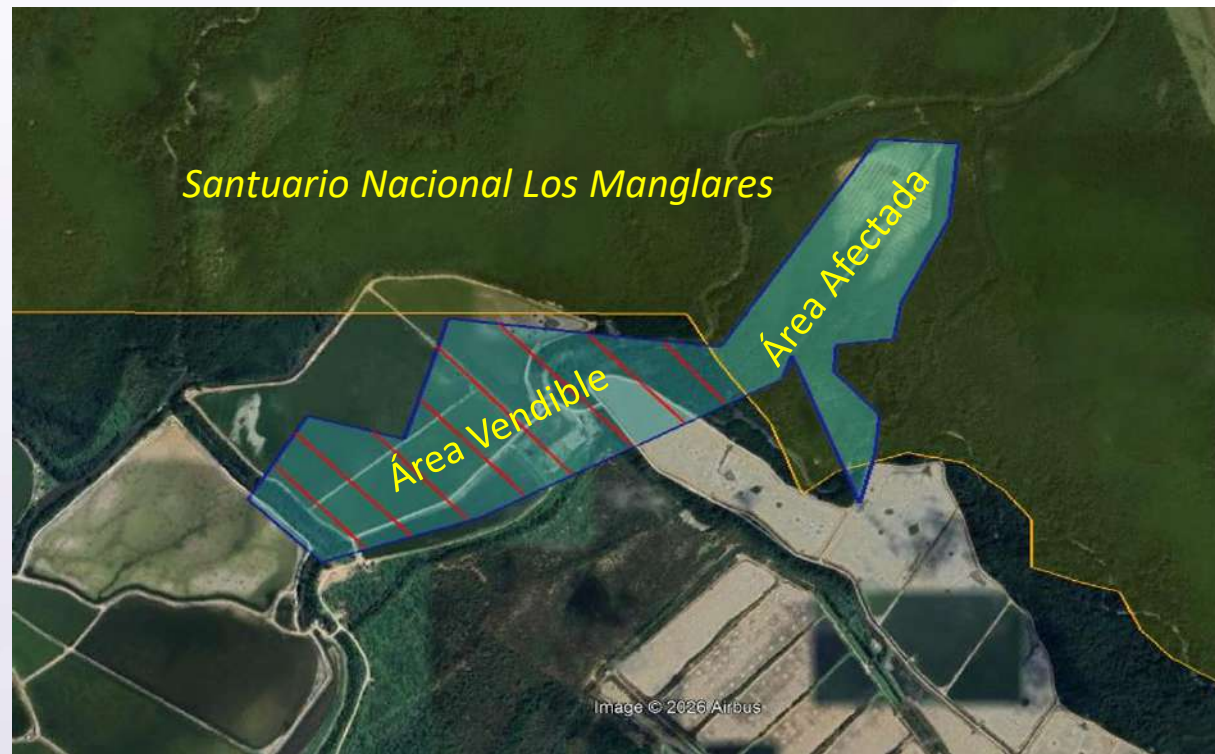 Santuario Nacional Los Manglares
Área Afectada
Área Vendible
Image © 2026 Airbus